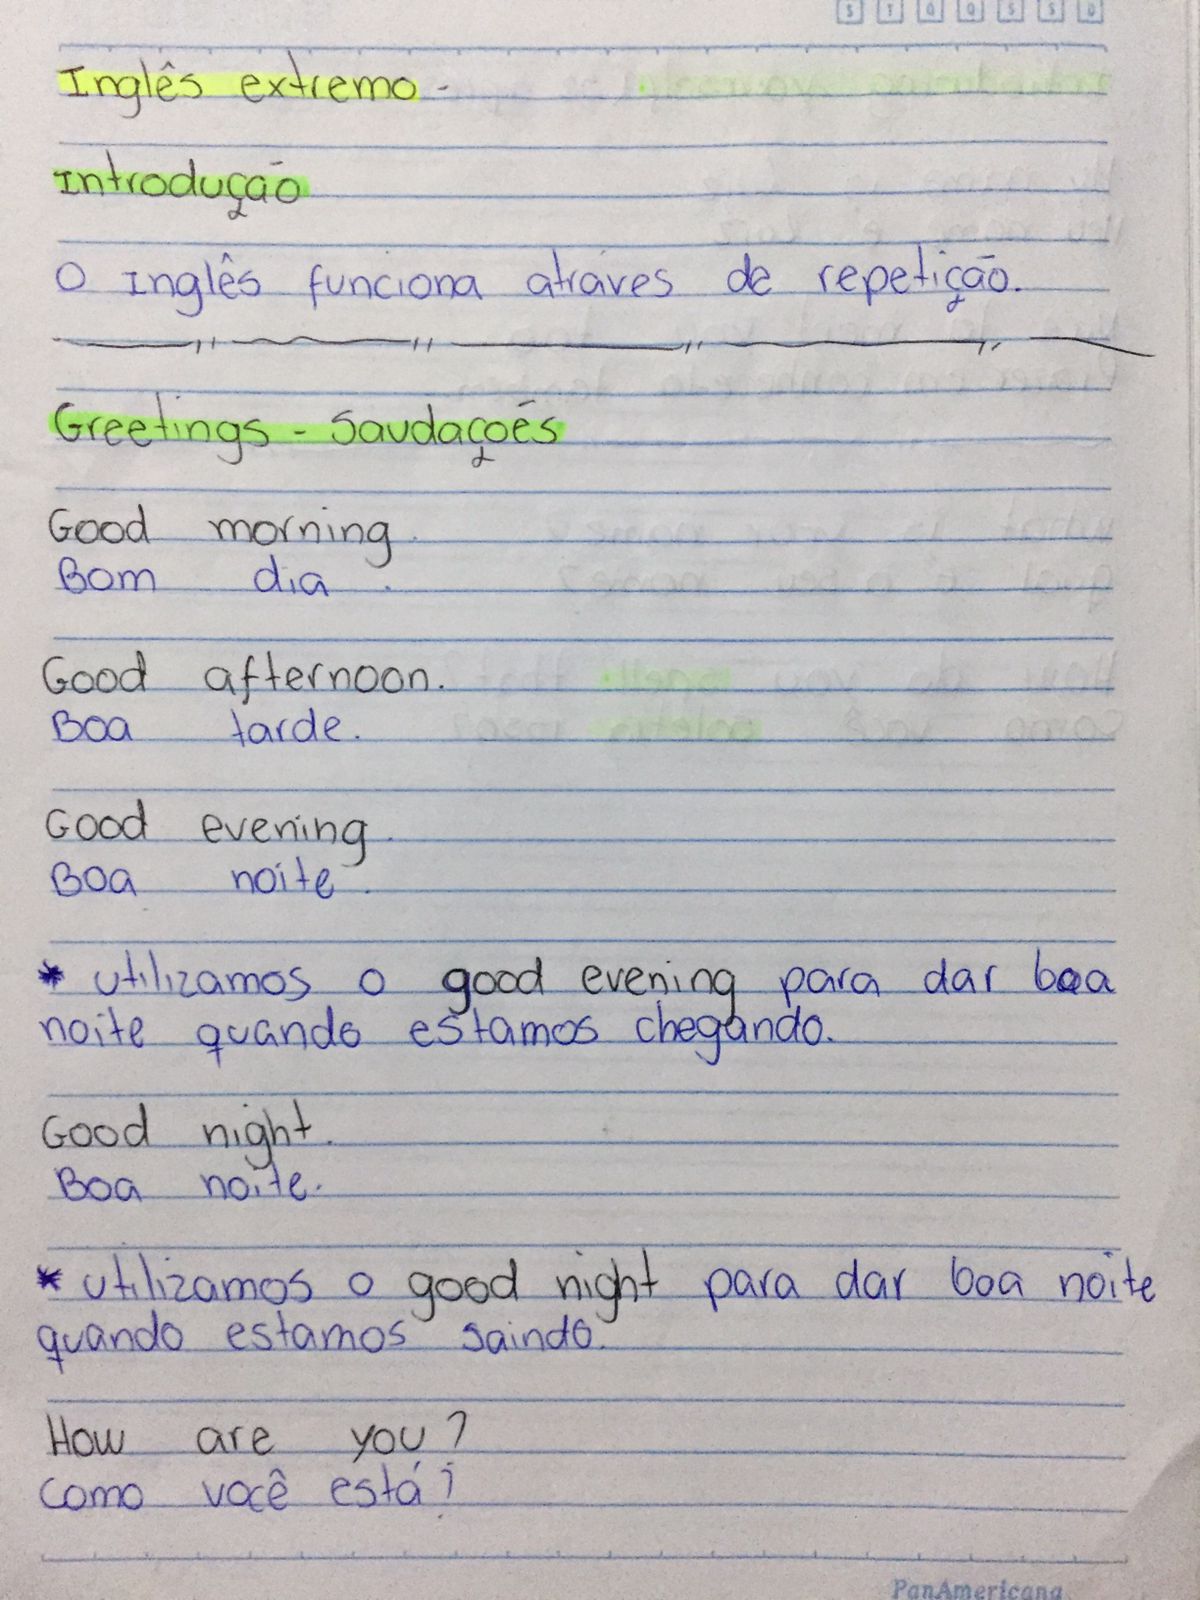 S T Q Q S S D
Inglês extremo -
Introdução
O Inglês funciona atráves de repetição.
Greetings - Saudações
Good morning.
Bom dia.
Good afternoon.
Boa tarde.
Good evening.
Boa noite.
* utilizamos o good evening para dar boa
noite quando estamos chegando.
Good night.
Boa noite.
* utilizamos o good night para dar boa noite
quando estamos saindo.
How are you?
Como você está?
PanAmericana